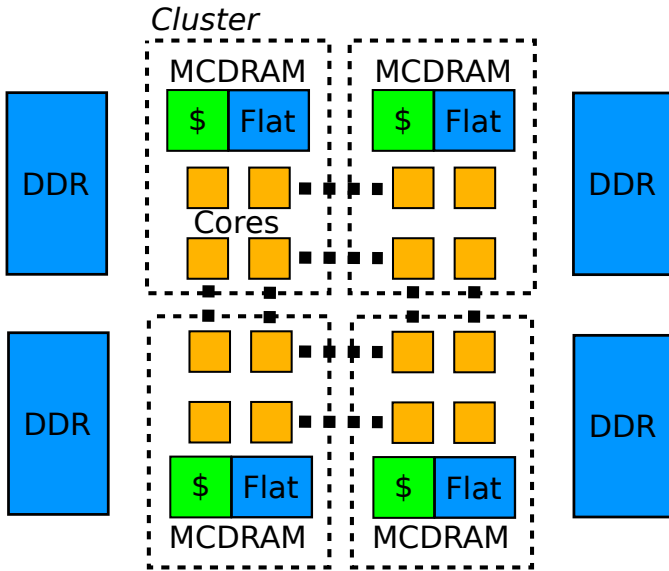 Cluster
MCDRAM MCDRAM
$ Flat $ Flat
DDR DDR
Cores
DDR DDR
$ Flat $ Flat
MCDRAM MCDRAM